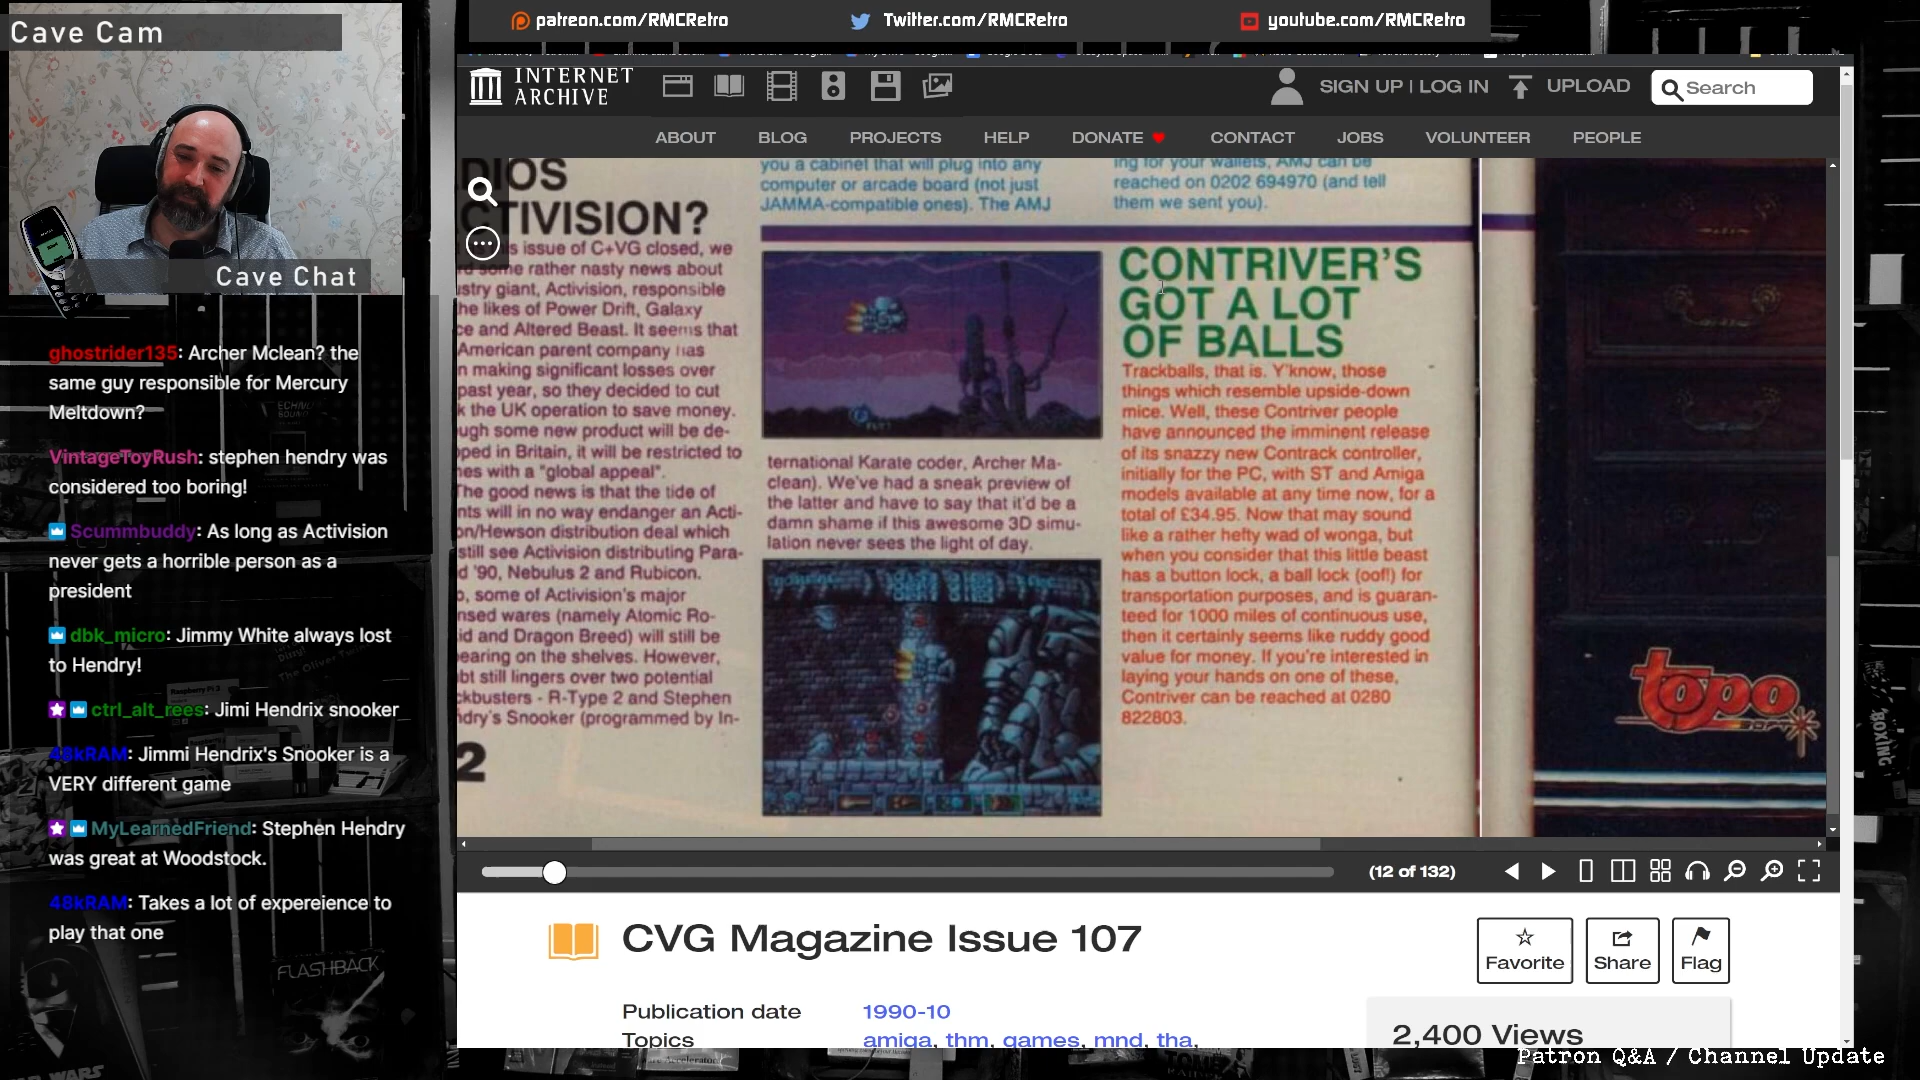 Cave Cam
Cave Chat
patreon.com/RMCRetro
Twitter.com/RMCRetro
youtube.com/RMCRetro
INTERNET
ARCHIVE
SIGN UP | LOG IN
UPLOAD
Search
ABOUT
BLOG
PROJECTS
HELP
DONATE
CONTACT
JOBS
VOLUNTEER
PEOPLE
ghostrider135: Archer Mclean? the
same guy responsible for Mercury
Meltdown?
VintageToyRush: stephen hendry was
considered too boring!
Scummbuddy: As long as Activision
never gets a horrible person as a
president
dbk_micro: Jimmy White always lost
to Hendry!
ctrl_alt_rees: Jimi Hendrix snooker
48kRAM: Jimmi Hendrix's Snooker is a
VERY different game
MyLearnedFriend: Stephen Hendry
was great at Woodstock.
48kRAM: Takes a lot of expereience to
play that one
FLASHBACK
DIOS
CTIVISION?
s issue of C+VG closed, we
rd some rather nasty news about
ustry giant, Activision, responsible
he likes of Power Drift, Galaxy
ce and Altered Beast. It seems that
American parent company has
n making significant losses over
past year, so they decided to cut
k the UK operation to save money.
ugh some new product will be de-
ped in Britain, it will be restricted to
es with a "global appeal".
The good news is that the tide of
nts will in no way endanger an Acti-
on/Hewson distribution deal which
still see Activision distributing Para-
d '90, Nebulus 2 and Rubicon.
o, some of Activision's major
nsed wares (namely Atomic Ro-
id and Dragon Breed) will still be
earing on the shelves. However,
bt still lingers over two potential
ckbusters - R-Type 2 and Stephen
ndry's Snooker (programmed by In-
2
you a cabinet that will plug into any
computer or arcade board (not just
JAMMA-compatible ones). The AMJ
ternational Karate coder, Archer Ma-
clean). We've had a sneak preview of
the latter and have to say that it'd be a
damn shame if this awesome 3D simu-
lation never sees the light of day.
ing for your wallets, AMJ can be
reached on 0202 694970 (and tell
them we sent you).
CONTRIVER'S
GOT A LOT
OF BALLS
Trackballs, that is. Y'know, those
things which resemble upside-down
mice. Well, these Contriver people
have announced the imminent release
of its snazzy new Contrack controller,
initially for the PC, with ST and Amiga
models available at any time now, for a
total of £34.95. Now that may sound
like a rather hefty wad of wonga, but
when you consider that this little beast
has a button lock, a ball lock (oof!) for
transportation purposes, and is guaran-
teed for 1000 miles of continuous use,
then it certainly seems like ruddy good
value for money. If you're interested in
laying your hands on one of these,
Contriver can be reached at 0280
822803.
topo
(12 of 132)
CVG Magazine Issue 107
Favorite
Share
Flag
Publication date
1990-10
Topics
amiga, thm, games, mnd, tha,
2,400 Views
Patron Q&A / Channel Update